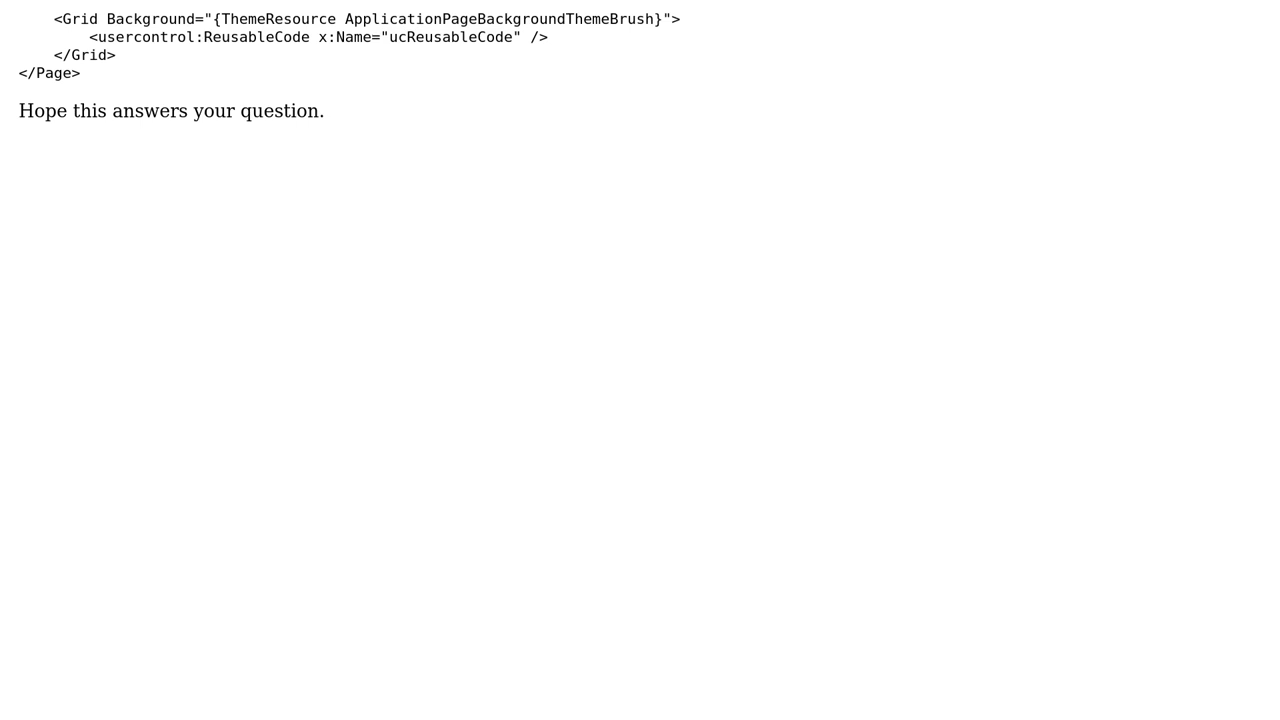 <Grid Background="{ThemeResource ApplicationPageBackgroundThemeBrush}">
        <usercontrol:ReusableCode x:Name="ucReusableCode" />
    </Grid>
</Page>
Hope this answers your question.